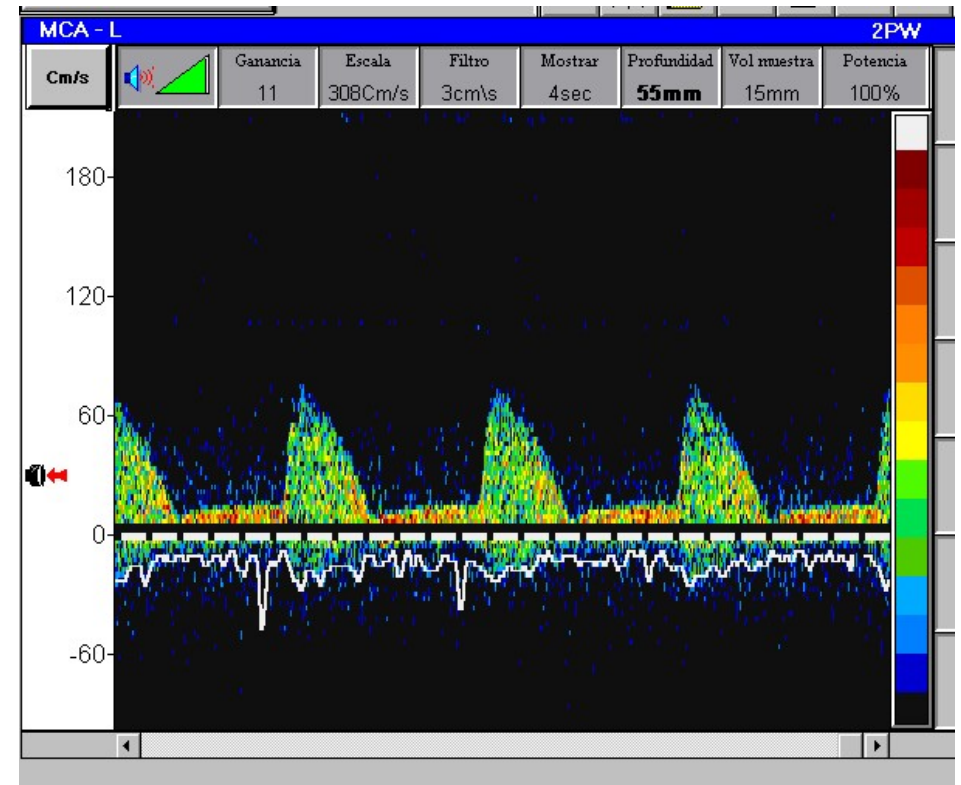 MCA - L 2PW
Cm/s Ganancia Escala Filtro Mostrar Profundidad Vol muestra Potencia
11 308Cm/s 3cm\s 4sec 55mm 15mm 100%
180
120
60
0
-60